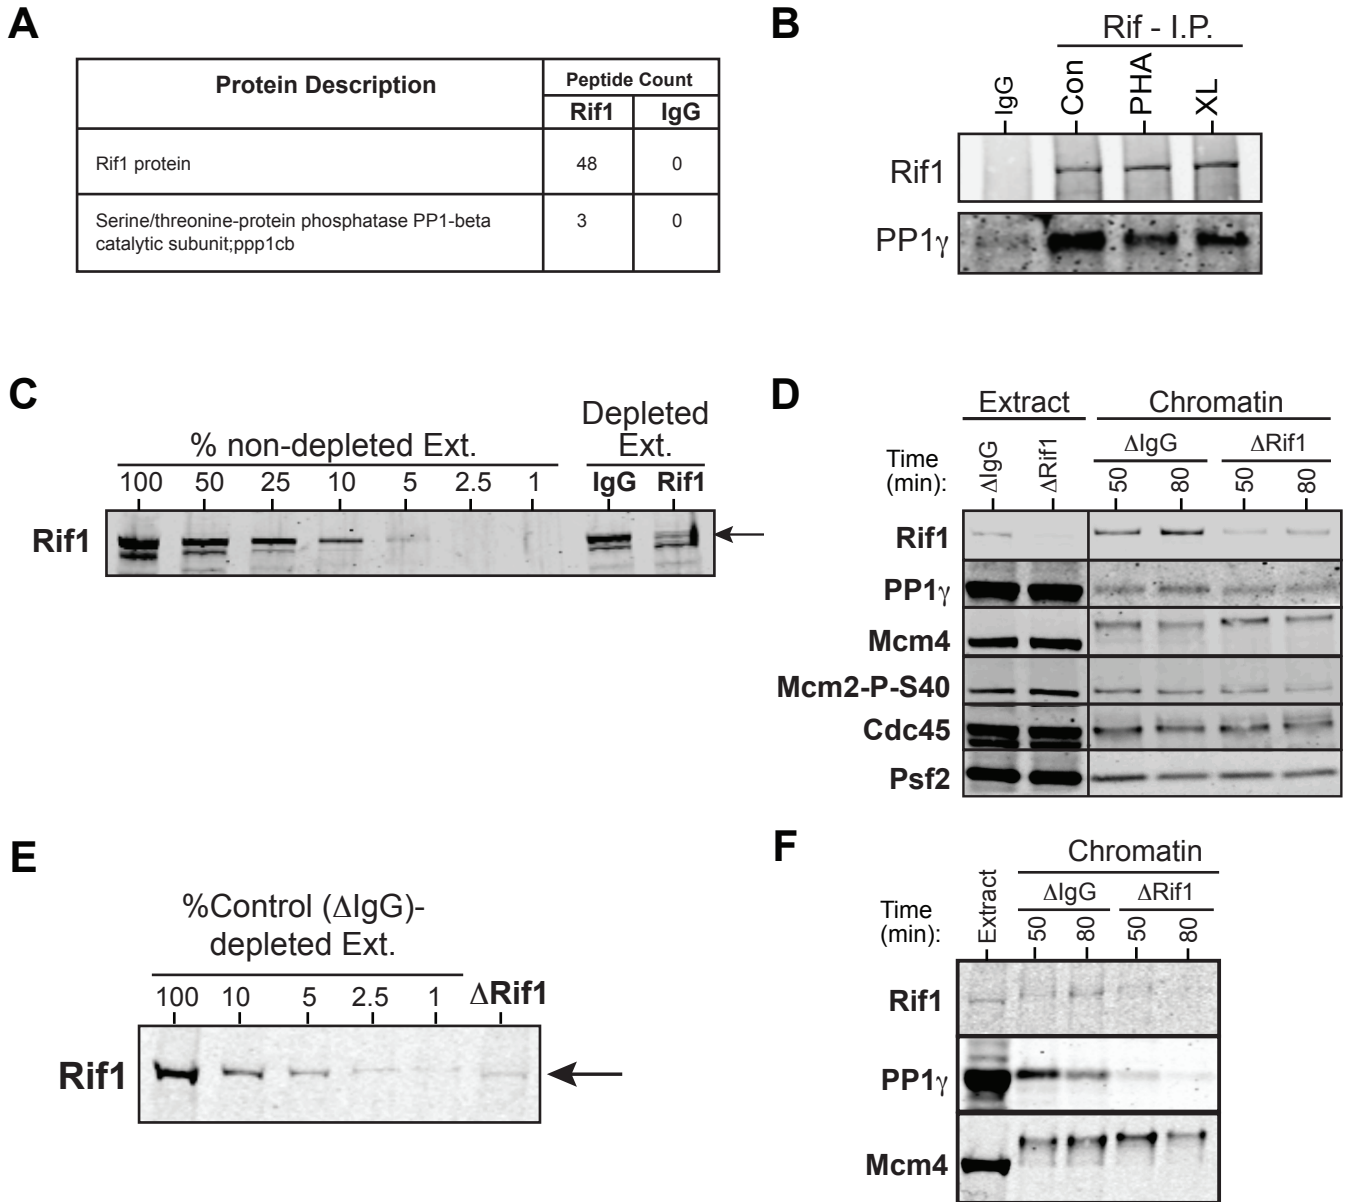 A
Protein Description
Peptide Count
Rif1 IgG
Rif1 protein 48 0
Serine/threonine-protein phosphatase PP1-beta 3 0
catalytic subunit;ppp1cb
B
Rif - I.P.
IgG Con PHA XL
Rif1
PP1γ
C
% non-depleted Ext.
Depleted
Ext.
100 50 25 10 5 2.5 1 IgG Rif1
Rif1
D
Extract Chromatin
ΔIgG ΔRif1
Time
(min):
ΔIgG ΔRif1 50 80 50 80
Rif1
PP1γ
Mcm4
Mcm2-P-S40
Cdc45
Psf2
E
%Control (ΔIgG)-
depleted Ext.
100 10 5 2.5 1 ΔRif1
Rif1
F
Chromatin
ΔIgG ΔRif1
Time
(min):
Extract 50 80 50 80
Rif1
PP1γ
Mcm4